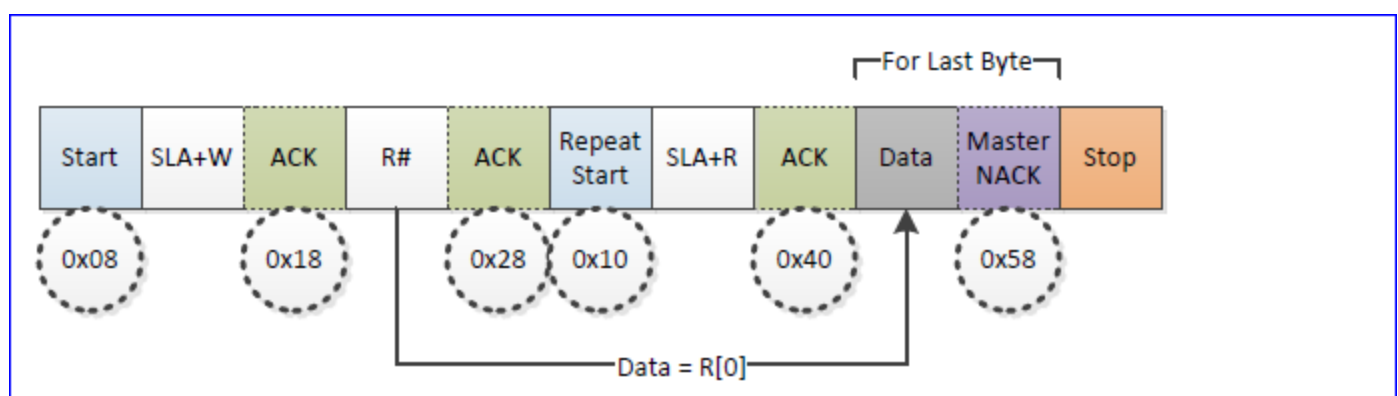 For Last Byte
Start SLA+W ACK R# ACK Repeat Start SLA+R ACK Data Master NACK Stop
0x08 0x18 0x28 0x10 0x40 0x58
Data = R[0]